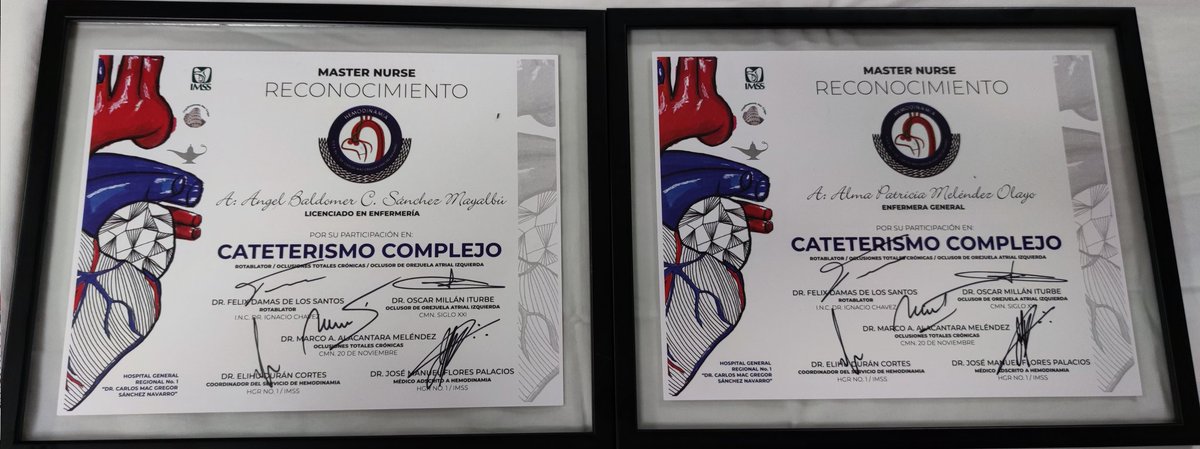 MASTER NURSE
RECONOCIMIENTO
IMSS
HEMODINAMIA
A: Angel Baldomer C. Sánchez Mayalbú
LICENCIADO EN ENFERMERÍA
POR SU PARTICIPACIÓN EN:
CATETERISMO COMPLEJO
ROTABLATOR / OCLUSIONES TOTALES CRÓNICAS / OCLUSOR DE OREJUELA ATRIAL IZQUIERDA
DR. FELIX DAMAS DE LOS SANTOS
ROTABLATOR
I.N.C. DR. IGNACIO CHAVEZ
DR. OSCAR MILLÁN ITURBE
OCLUSOR DE OREJUELA ATRIAL IZQUIERDA
CMN. SIGLO XXI
DR. MARCO A. ALACANTARA MELÉNDEZ
OCLUSIONES TOTALES CRÓNICAS
CMN. 20 DE NOVIEMBRE
DR. ELIHU DURÁN CORTES
COORDINADOR DEL SERVICIO DE HEMODINAMIA
HGR NO. 1 / IMSS
DR. JOSÉ MANUEL FLORES PALACIOS
MÉDICO ADSCRITO A HEMODINAMIA
HGR NO. 1 / IMSS
HOSPITAL GENERAL
REGIONAL No. 1
"DR. CARLOS MAC GREGOR
SÁNCHEZ NAVARRO"
MASTER NURSE
RECONOCIMIENTO
IMSS
HEMODINAMIA
A: Alma Patricia Meléndez Olayo
ENFERMERA GENERAL
POR SU PARTICIPACIÓN EN:
CATETERISMO COMPLEJO
ROTABLATOR / OCLUSIONES TOTALES CRÓNICAS / OCLUSOR DE OREJUELA ATRIAL IZQUIERDA
DR. FELIX DAMAS DE LOS SANTOS
ROTABLATOR
I.N.C. DR. IGNACIO CHAVEZ
DR. OSCAR MILLÁN ITURBE
OCLUSOR DE OREJUELA ATRIAL IZQUIERDA
CMN. SIGLO XXI
DR. MARCO A. ALACANTARA MELÉNDEZ
OCLUSIONES TOTALES CRÓNICAS
CMN. 20 DE NOVIEMBRE
DR. ELIHU DURÁN CORTES
COORDINADOR DEL SERVICIO DE HEMODINAMIA
HGR NO. 1 / IMSS
DR. JOSÉ MANUEL FLORES PALACIOS
MÉDICO ADSCRITO A HEMODINAMIA
HGR NO. 1 / IMSS
HOSPITAL GENERAL
REGIONAL No. 1
"DR. CARLOS MAC GREGOR
SÁNCHEZ NAVARRO"